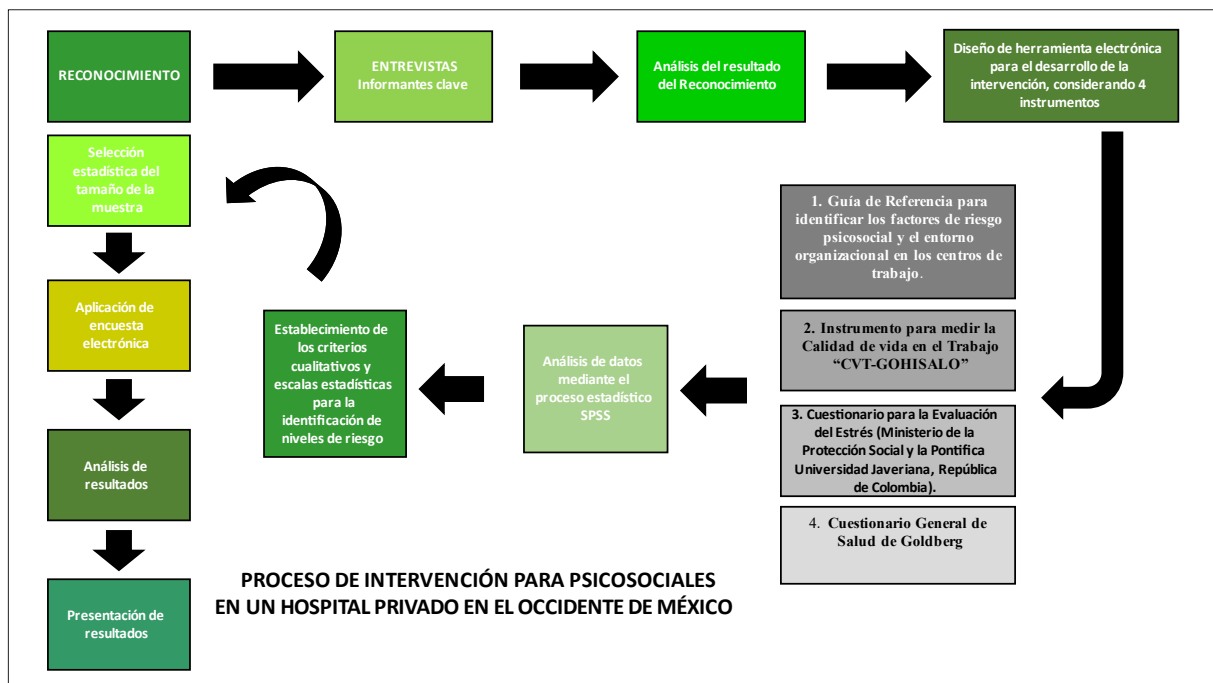 RECONOCIMIENTO
ENTREVISTAS
Informantes clave
Análisis del resultado
del Reconocimiento
Diseño de herramienta electrónica
para el desarrollo de la
intervención, considerando 4
instrumentos
1. Guía de Referencia para
identificar los factores de riesgo
psicosocial y el entorno
organizacional en los centros de
trabajo.
2. Instrumento para medir la
Calidad de vida en el Trabajo
“CVT-GOHISALO”
3. Cuestionario para la Evaluación
del Estrés (Ministerio de la
Protección Social y la Pontifica
Universidad Javeriana, República
de Colombia).
4. Cuestionario General de
Salud de Goldberg
Análisis de datos
mediante el
proceso estadístico
SPSS
Establecimiento de
los criterios
cualitativos y
escalas estadísticas
para la
identificación de
niveles de riesgo
Selección
estadística del
tamaño de la
muestra
Aplicación de
encuesta
electrónica
Análisis de
resultados
Presentación de
resultados
PROCESO DE INTERVENCIÓN PARA PSICOSOCIALES
EN UN HOSPITAL PRIVADO EN EL OCCIDENTE DE MÉXICO